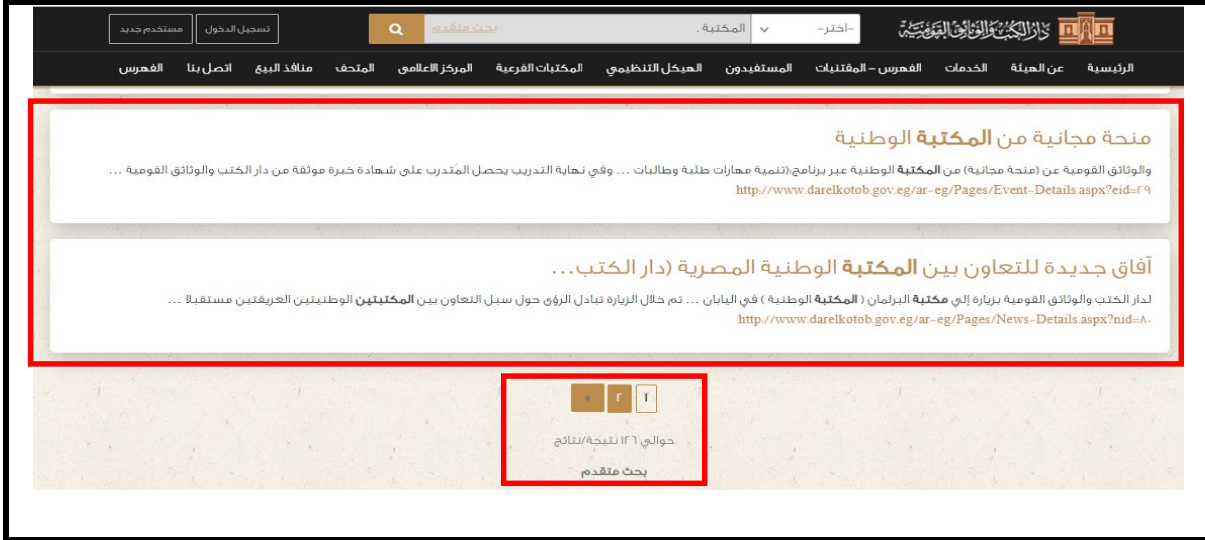 دار الكتب والوثائق القومية
-اختر-
المكتبة .
بحث متقدم
تسجيل الدخول
مستخدم جديد
الرئيسية عن الهيئة الخدمات الفهرس – المقتنيات المستفيدون الهيكل التنظيمي المكتبات الفرعية المركز الاعلامى المتحف منافذ البيع اتصل بنا الفهرس
منحة مجانية من المكتبة الوطنية
والوثائق القومية عن (منحة مجانية) من المكتبة الوطنية عبر برنامج:(تنمية مهارات طلبة وطالبات ... وفي نهاية التدريب يحصل المُتدرب على شهادة خبرة موثقة من دار الكتب والوثائق القومية ...
http://www.darelkotob.gov.eg/ar-eg/Pages/Event-Details.aspx?eid=٢٩
آفاق جديدة للتعاون بين المكتبة الوطنية المصرية (دار الكتب...
لدار الكتب والوثائق القومية بزيارة إلي مكتبة البرلمان ( المكتبة الوطنية ) في اليابان ... تم خلال الزيارة تبادل الرؤى حول سبل التعاون بين المكتبتين الوطنيتين العريقتين مستقبلا ...
http://www.darelkotob.gov.eg/ar-eg/Pages/News-Details.aspx?nid=٨٠
١ ٢
حوالي ١٢٦ نتيجة/نتائج
بحث متقدم